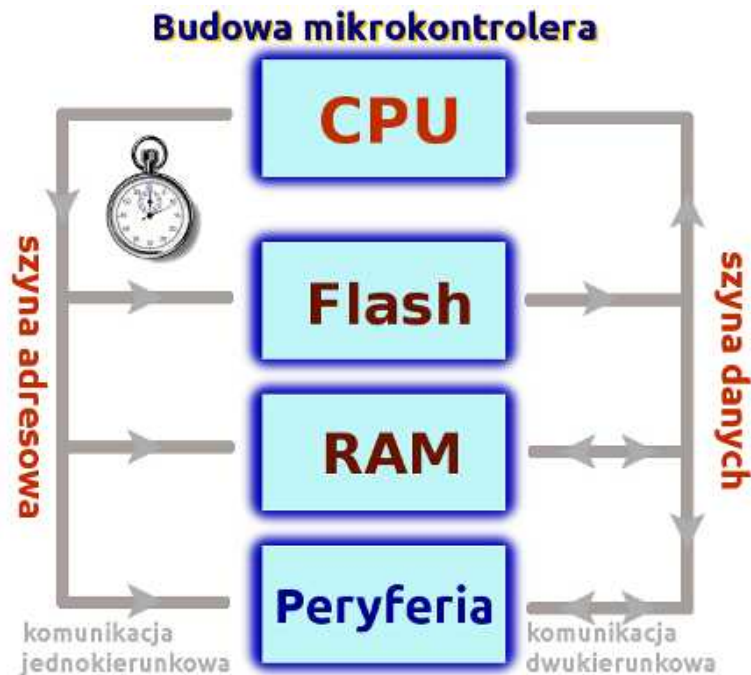 Budowa mikrokontrolera
CPU
Flash
RAM
Peryferia
szyna adresowa
szyna danych
komunikacja
jednokierunkowa
komunikacja
dwukierunkowa